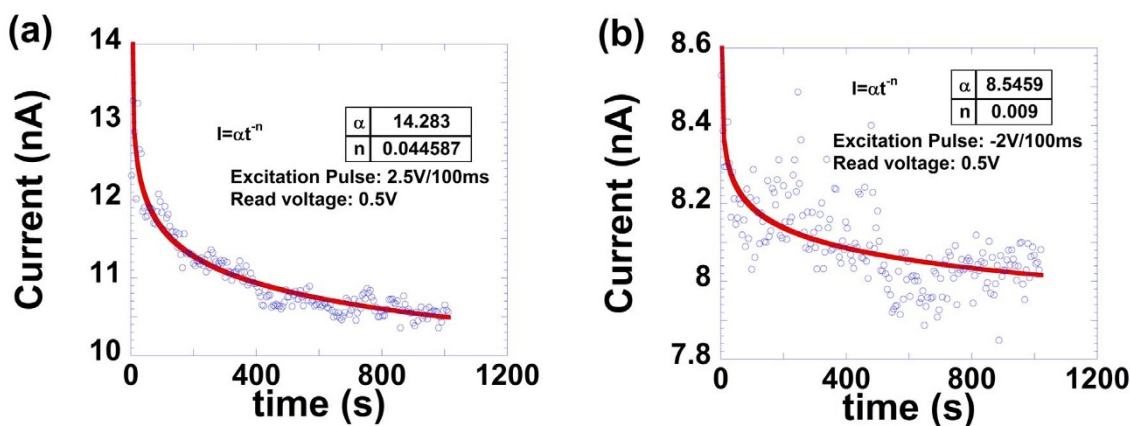 (a)
14
13
12
11
10
Current (nA)
I=αt⁻ⁿ
α 14.283
n 0.044587
Excitation Pulse: 2.5V/100ms
Read voltage: 0.5V
0 400 800 1200
time (s)
(b)
8.6
8.4
8.2
8
7.8
Current (nA)
I=αt⁻ⁿ
α 8.5459
n 0.009
Excitation Pulse: -2V/100ms
Read voltage: 0.5V
0 400 800 1200
time (s)